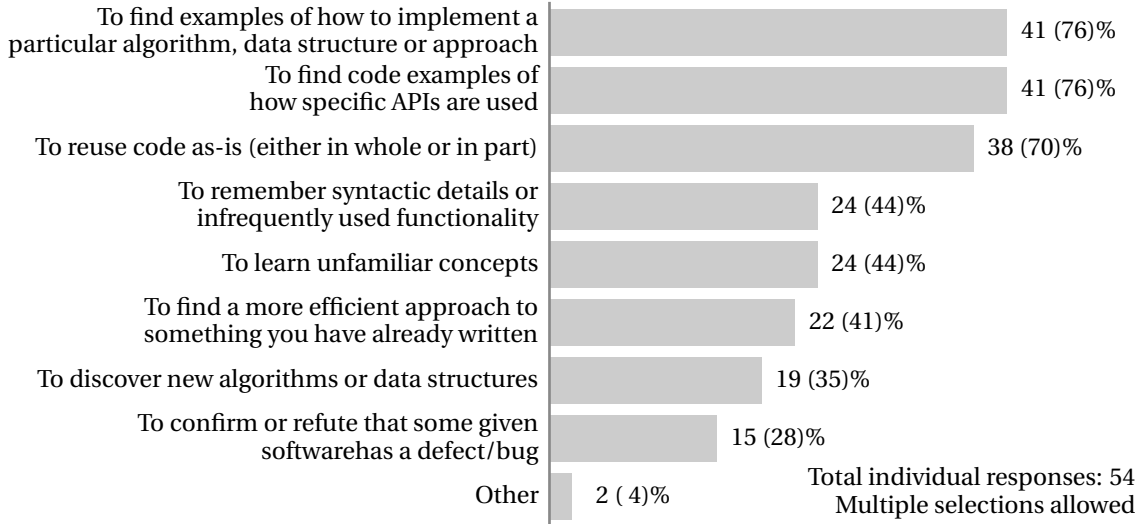 To find examples of how to implement a
particular algorithm, data structure or approach
41 (76)%
To find code examples of
how specific APIs are used
41 (76)%
To reuse code as-is (either in whole or in part)
38 (70)%
To remember syntactic details or
infrequently used functionality
24 (44)%
To learn unfamiliar concepts
24 (44)%
To find a more efficient approach to
something you have already written
22 (41)%
To discover new algorithms or data structures
19 (35)%
To confirm or refute that some given
softwarehas a defect/bug
15 (28)%
Other
2 ( 4)%
Total individual responses: 54
Multiple selections allowed